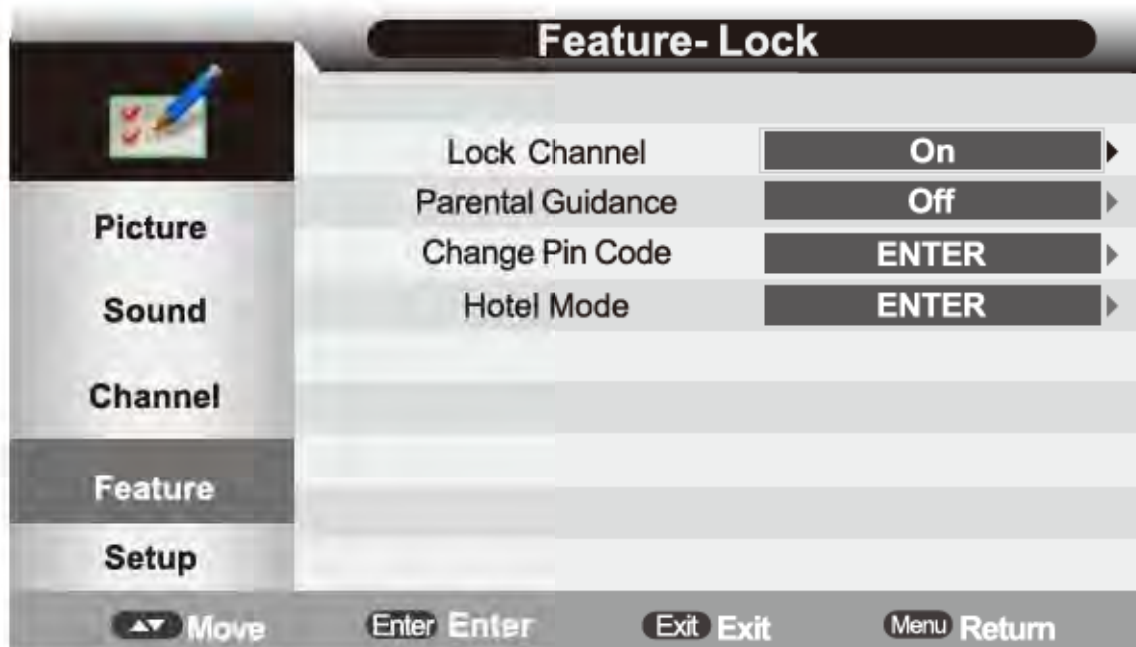 Feature- Lock
Lock Channel On
Parental Guidance Off
Change Pin Code ENTER
Hotel Mode ENTER
Picture
Sound
Channel
Feature
Setup
Move Enter Enter Exit Exit Menu Return